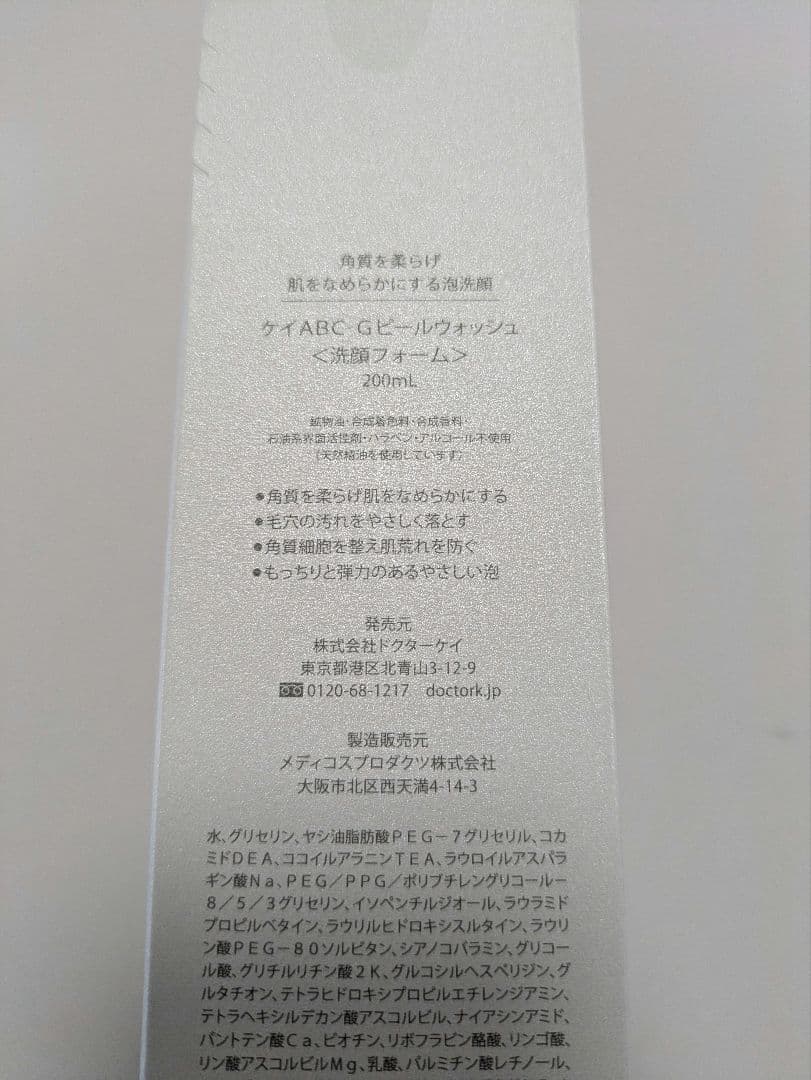 角質を柔らげ
肌をなめらかにする泡洗顔
ケイABC Gピールウォッシュ
＜洗顔フォーム＞
200mL
鉱物油・合成着色料・合成香料・
石油系界面活性剤・パラベン・アルコール不使用
（天然精油を使用しています）
●角質を柔らげ肌をなめらかにする
●毛穴の汚れをやさしく落とす
●角質細胞を整え肌荒れを防ぐ
●もっちりと弾力のあるやさしい泡
発売元
株式会社ドクターケイ
東京都港区北青山3-12-9
0120-68-1217 doctork.jp
製造販売元
メディコスプロダクツ株式会社
大阪市北区西天満4-14-3
水、グリセリン、ヤシ油脂肪酸PEG－7グリセリル、コカ
ミドDEA、ココイルアラニンTEA、ラウロイルアスパラ
ギン酸Na、PEG／PPG／ポリブチレングリコール－
8／5／3グリセリン、イソペンチルジオール、ラウラミド
プロピルベタイン、ラウリルヒドロキシスルタイン、ラウリ
ン酸PEG－80ソルビタン、シアノコバラミン、グリコー
ル酸、グリチルリチン酸2K、グルコシルヘスペリジン、グ
ルタチオン、テトラヒドロキシプロピルエチレンジアミン、
テトラヘキシルデカン酸アスコルビル、ナイアシンアミド、
パントテン酸Ca、ビオチン、リボフラビン酪酸、リンゴ酸、
リン酸アスコルビルMg、乳酸、パルミチン酸レチノール、